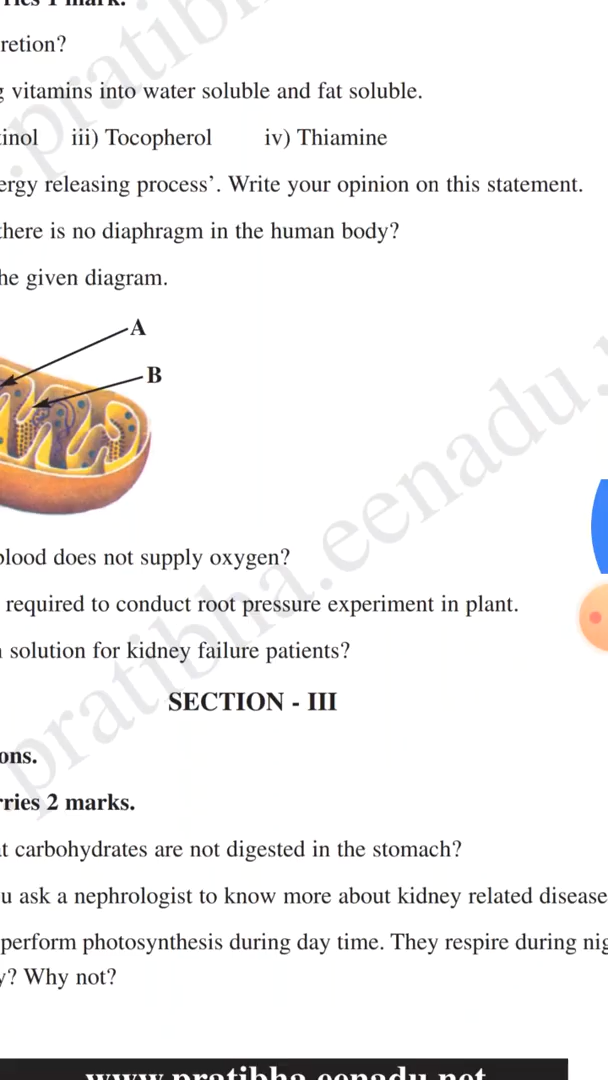 retion?
vitamins into water soluble and fat soluble.
tinol iii) Tocopherol iv) Thiamine
ergy releasing process’. Write your opinion on this statement.
there is no diaphragm in the human body?
he given diagram.
A
B
blood does not supply oxygen?
required to conduct root pressure experiment in plant.
solution for kidney failure patients?
SECTION - III
ons.
rries 2 marks.
t carbohydrates are not digested in the stomach?
u ask a nephrologist to know more about kidney related disease
perform photosynthesis during day time. They respire during nig
y? Why not?
www.pratibha.eenadu.net
pratibha.eenadu.
.pratib